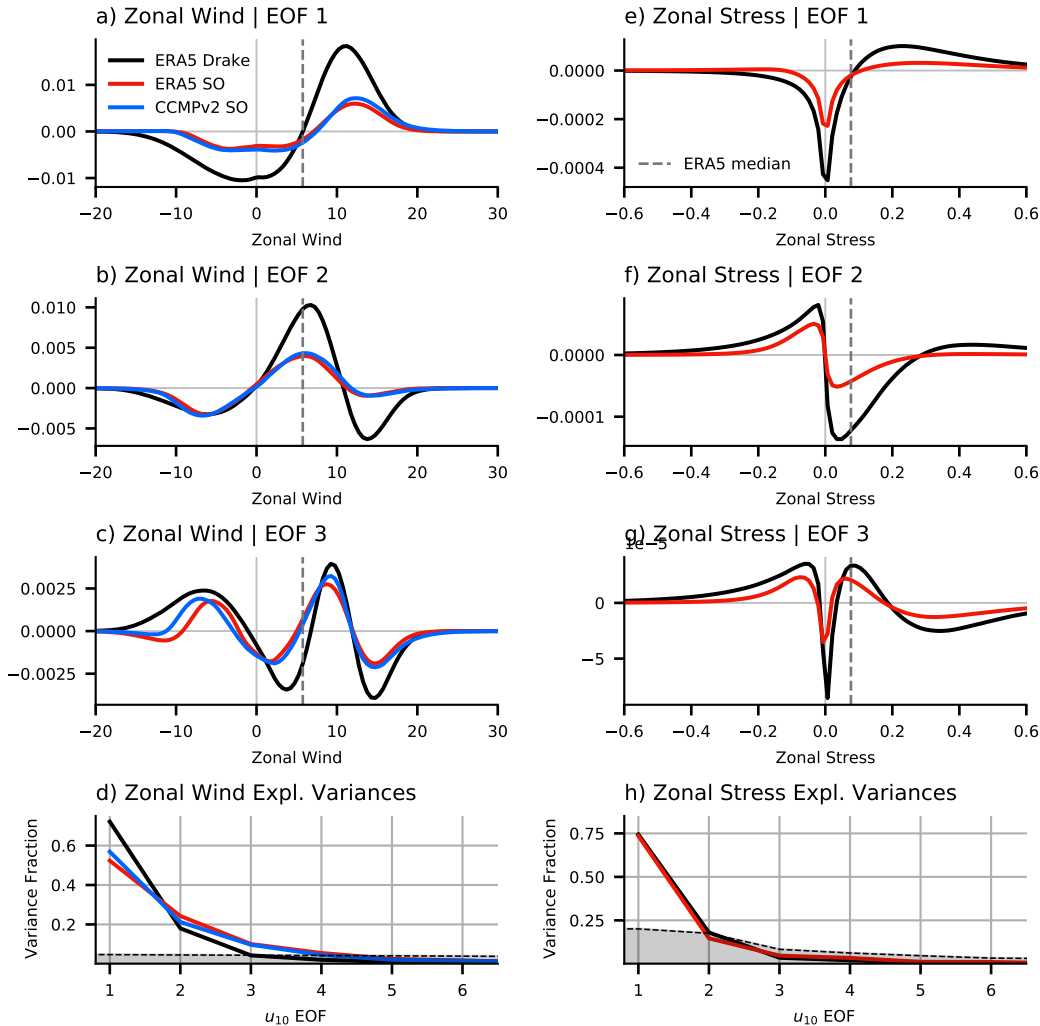 a) Zonal Wind | EOF 1
ERA5 Drake
ERA5 SO
CCMPv2 SO
0.01
0.00
−0.01
−20 −10 0 10 20 30
Zonal Wind
b) Zonal Wind | EOF 2
0.010
0.005
0.000
−0.005
−20 −10 0 10 20 30
Zonal Wind
c) Zonal Wind | EOF 3
0.0025
0.0000
−0.0025
−20 −10 0 10 20 30
Zonal Wind
d) Zonal Wind Expl. Variances
Variance Fraction
0.6
0.4
0.2
1 2 3 4 5 6
u10 EOF
e) Zonal Stress | EOF 1
0.0000
−0.0002
−0.0004
ERA5 median
−0.6 −0.4 −0.2 0.0 0.2 0.4 0.6
Zonal Stress
f) Zonal Stress | EOF 2
0.0000
−0.0001
−0.6 −0.4 −0.2 0.0 0.2 0.4 0.6
Zonal Stress
g) Zonal Stress | EOF 3
1e−5
0
−5
−0.6 −0.4 −0.2 0.0 0.2 0.4 0.6
Zonal Stress
h) Zonal Stress Expl. Variances
Variance Fraction
0.75
0.50
0.25
1 2 3 4 5 6
u10 EOF